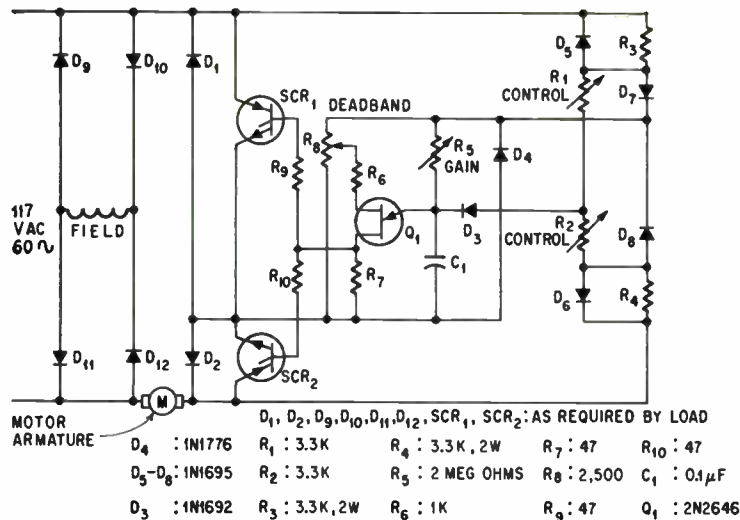 D9
D10
D1
SCR1
DEADBAND
R8
R9
R6
R5
GAIN
D4
D5
R3
R1
CONTROL
D7
117
VAC
60~
FIELD
Q1
D3
R2
CONTROL
D8
R10
R7
C1
D6
R4
D11
D12
D2
SCR2
M
MOTOR
ARMATURE
D1, D2, D9, D10, D11, D12, SCR1, SCR2: AS REQUIRED BY LOAD
D4 : 1N1776 R1 : 3.3K R4 : 3.3K, 2W R7 : 47 R10 : 47
D5-D8 : 1N1695 R2 : 3.3K R5 : 2 MEG OHMS R8 : 2,500 C1 : 0.1μF
D3 : 1N1692 R3 : 3.3K, 2W R6 : 1K R9 : 47 Q1 : 2N2646